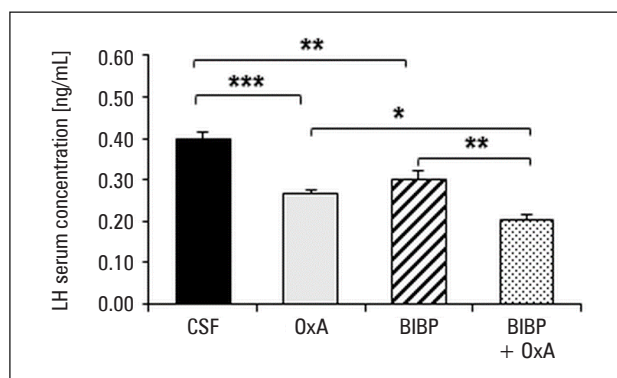 LH serum concentration [ng/mL]
0.60
0.50
0.40
0.30
0.20
0.10
0.00
**
***
*
**
CSF
OxA
BIBP
BIBP
+ OxA